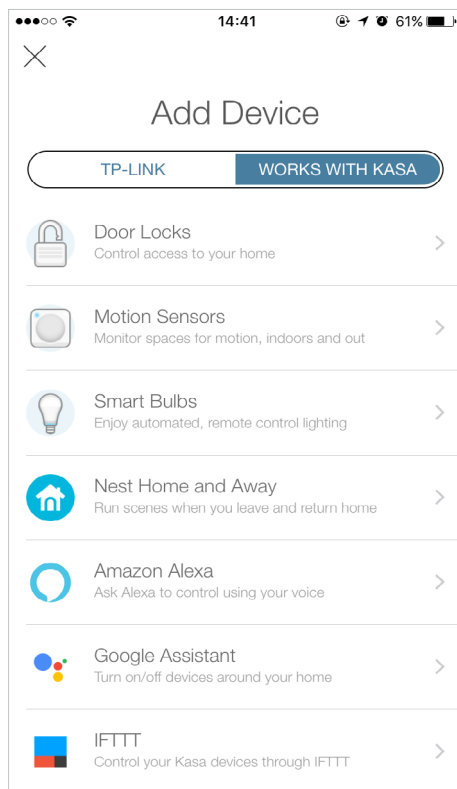 14:41 61%
Add Device
TP-LINK WORKS WITH KASA
Door Locks
Control access to your home
Motion Sensors
Monitor spaces for motion, indoors and out
Smart Bulbs
Enjoy automated, remote control lighting
Nest Home and Away
Run scenes when you leave and return home
Amazon Alexa
Ask Alexa to control using your voice
Google Assistant
Turn on/off devices around your home
IFTTT
Control your Kasa devices through IFTTT